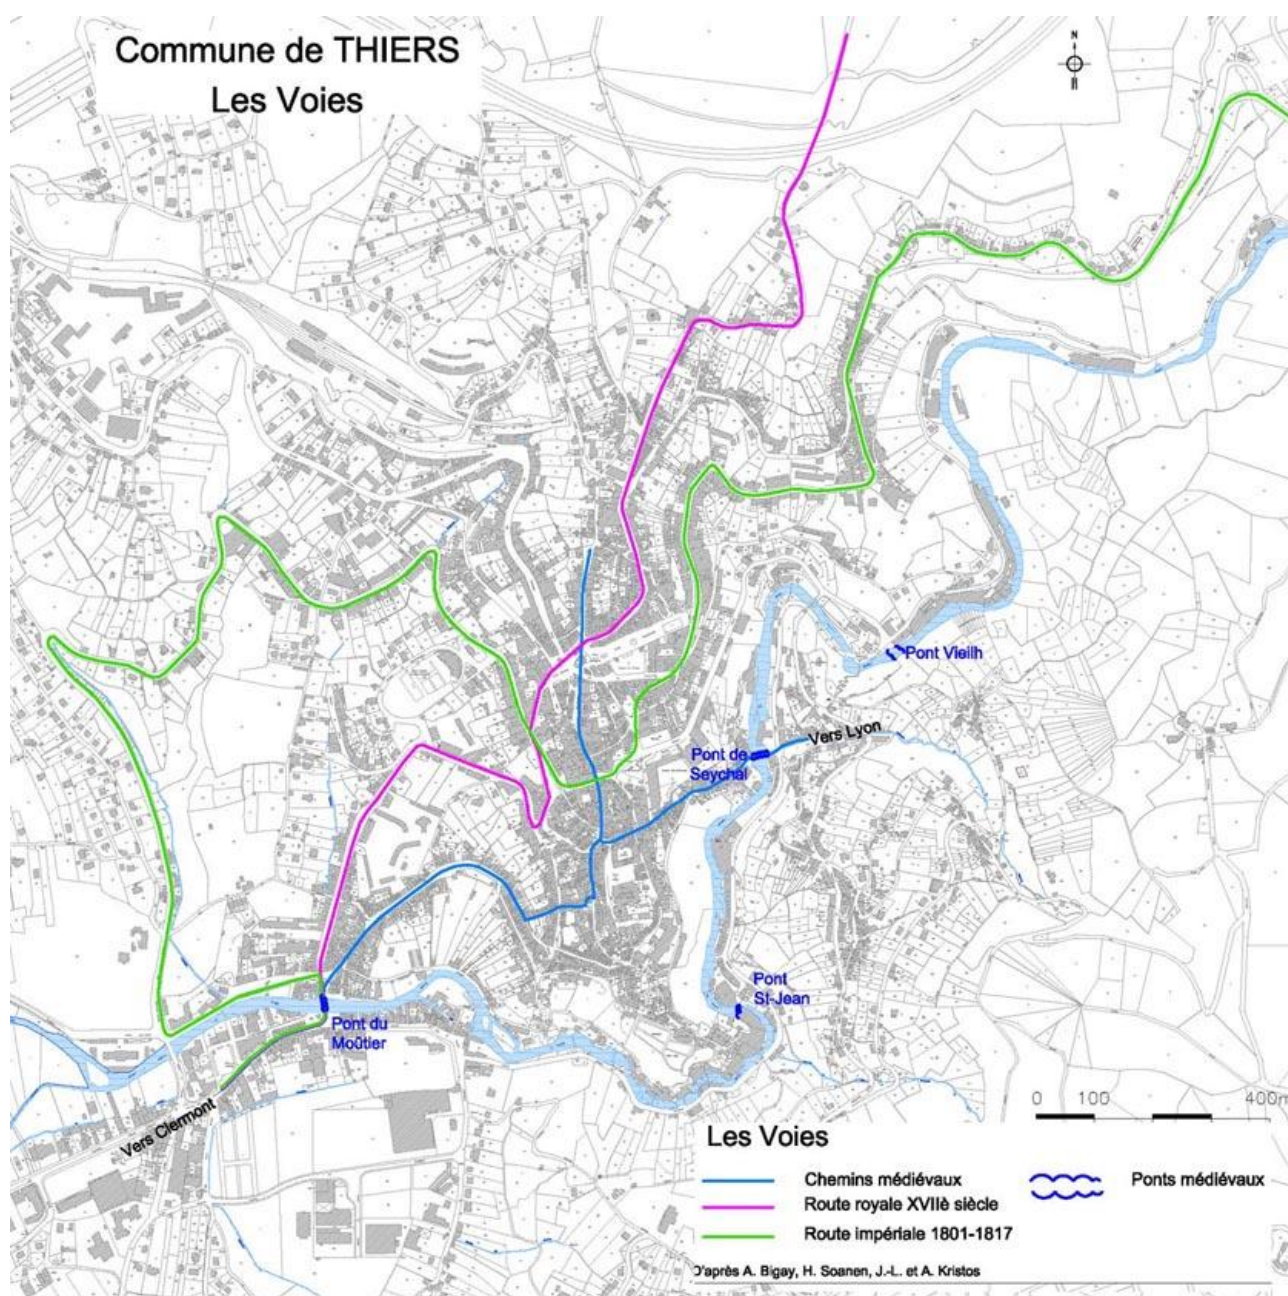 Commune de THIERS
Les Voies
N
Pont Vieilh
Vers Lyon
Pont de
Seychal
Pont
St-Jean
Pont du
Moûtier
Vers Clermont
0 100 400m
Les Voies
Chemins médiévaux
Ponts médiévaux
Route royale XVIIè siècle
Route impériale 1801-1817
D'après A. Bigay, H. Soanen, J.-L. et A. Kristos